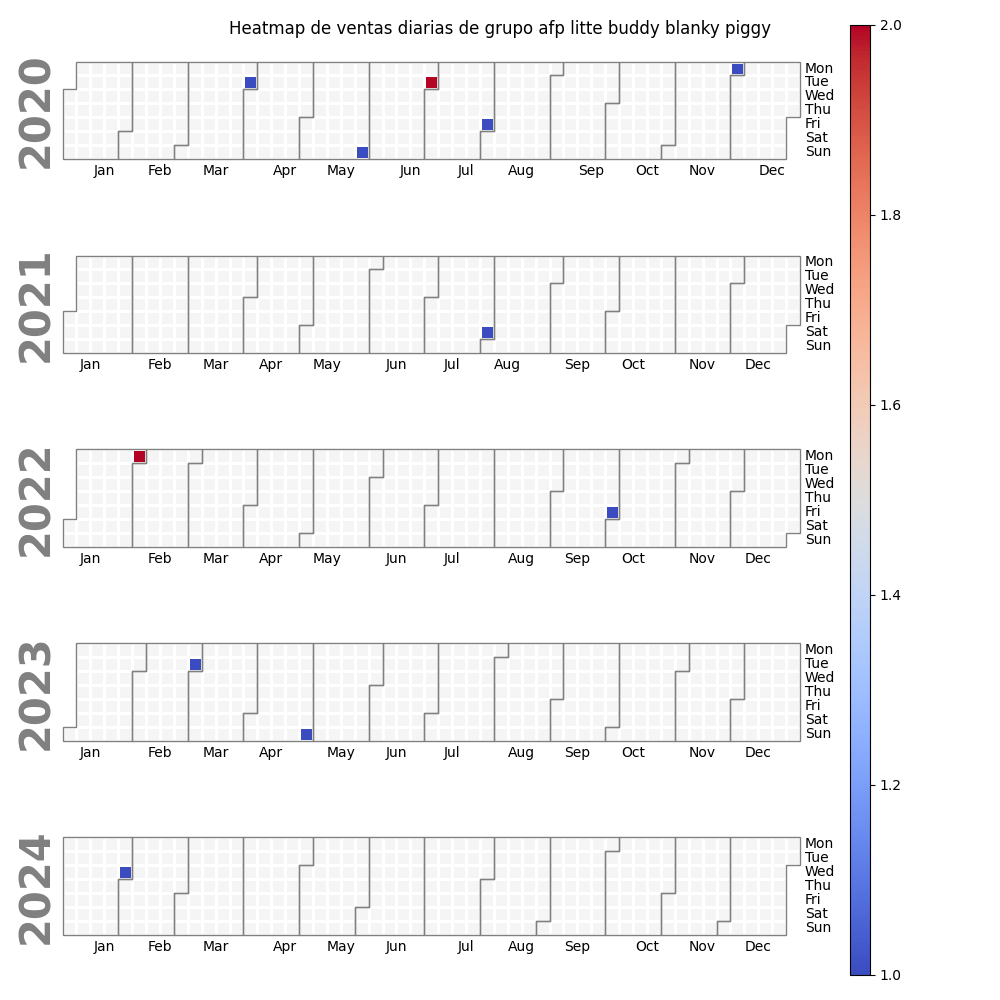 Heatmap de ventas diarias de grupo afp litte buddy blanky piggy
2020
Mon
Tue
Wed
Thu
Fri
Sat
Sun
Jan Feb Mar Apr May Jun Jul Aug Sep Oct Nov Dec
2021
Mon
Tue
Wed
Thu
Fri
Sat
Sun
Jan Feb Mar Apr May Jun Jul Aug Sep Oct Nov Dec
2022
Mon
Tue
Wed
Thu
Fri
Sat
Sun
Jan Feb Mar Apr May Jun Jul Aug Sep Oct Nov Dec
2023
Mon
Tue
Wed
Thu
Fri
Sat
Sun
Jan Feb Mar Apr May Jun Jul Aug Sep Oct Nov Dec
2024
Mon
Tue
Wed
Thu
Fri
Sat
Sun
Jan Feb Mar Apr May Jun Jul Aug Sep Oct Nov Dec
2.0
1.8
1.6
1.4
1.2
1.0